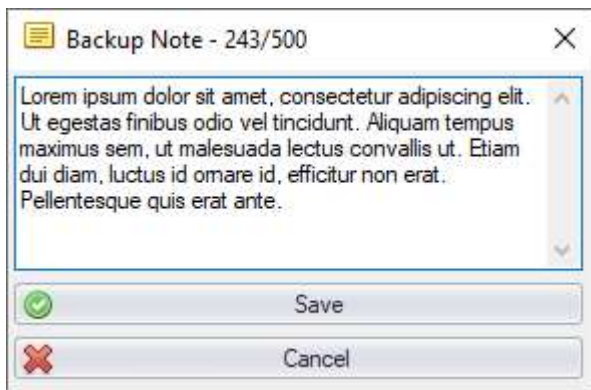 Backup Note - 243/500
Lorem ipsum dolor sit amet, consectetur adipiscing elit.
Ut egestas finibus odio vel tincidunt. Aliquam tempus
maximus sem, ut malesuada lectus convallis ut. Etiam
dui diam, luctus id ornare id, efficitur non erat.
Pellentesque quis erat ante.
Save
Cancel